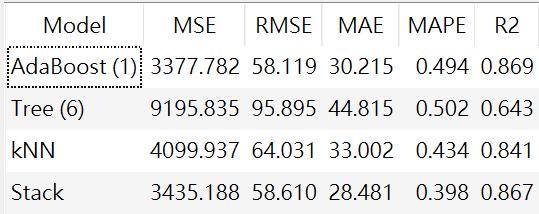 Model MSE RMSE MAE MAPE R2
AdaBoost (1) 3377.782 58.119 30.215 0.494 0.869
Tree (6) 9195.835 95.895 44.815 0.502 0.643
kNN 4099.937 64.031 33.002 0.434 0.841
Stack 3435.188 58.610 28.481 0.398 0.867